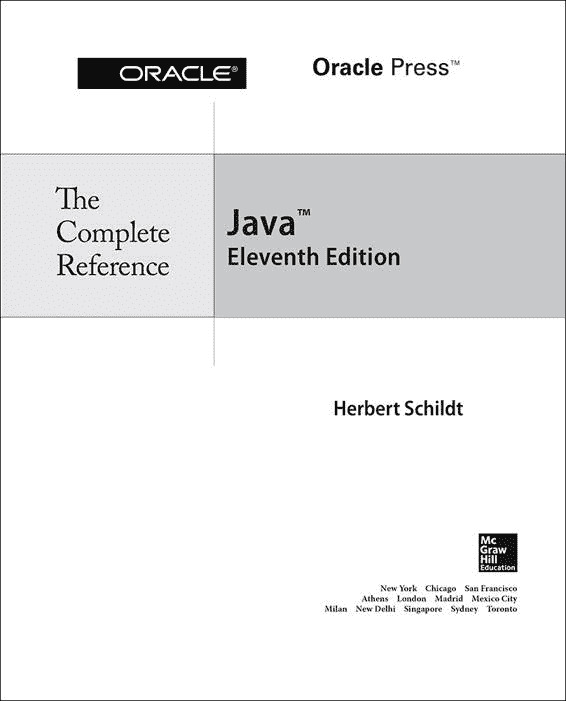 ORACLE®
Oracle Press™
The
Complete
Reference
Java™
Eleventh Edition
Herbert Schildt
Mc
Graw
Hill
Education
New York Chicago San Francisco
Athens London Madrid Mexico City
Milan New Delhi Singapore Sydney Toronto